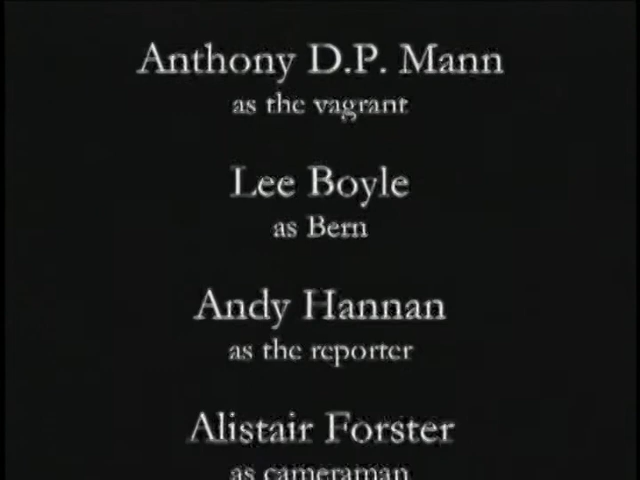 Anthony D.P. Mann
as the vagrant
Lee Boyle
as Bern
Andy Hannan
as the reporter
Alistair Forster
as cameraman